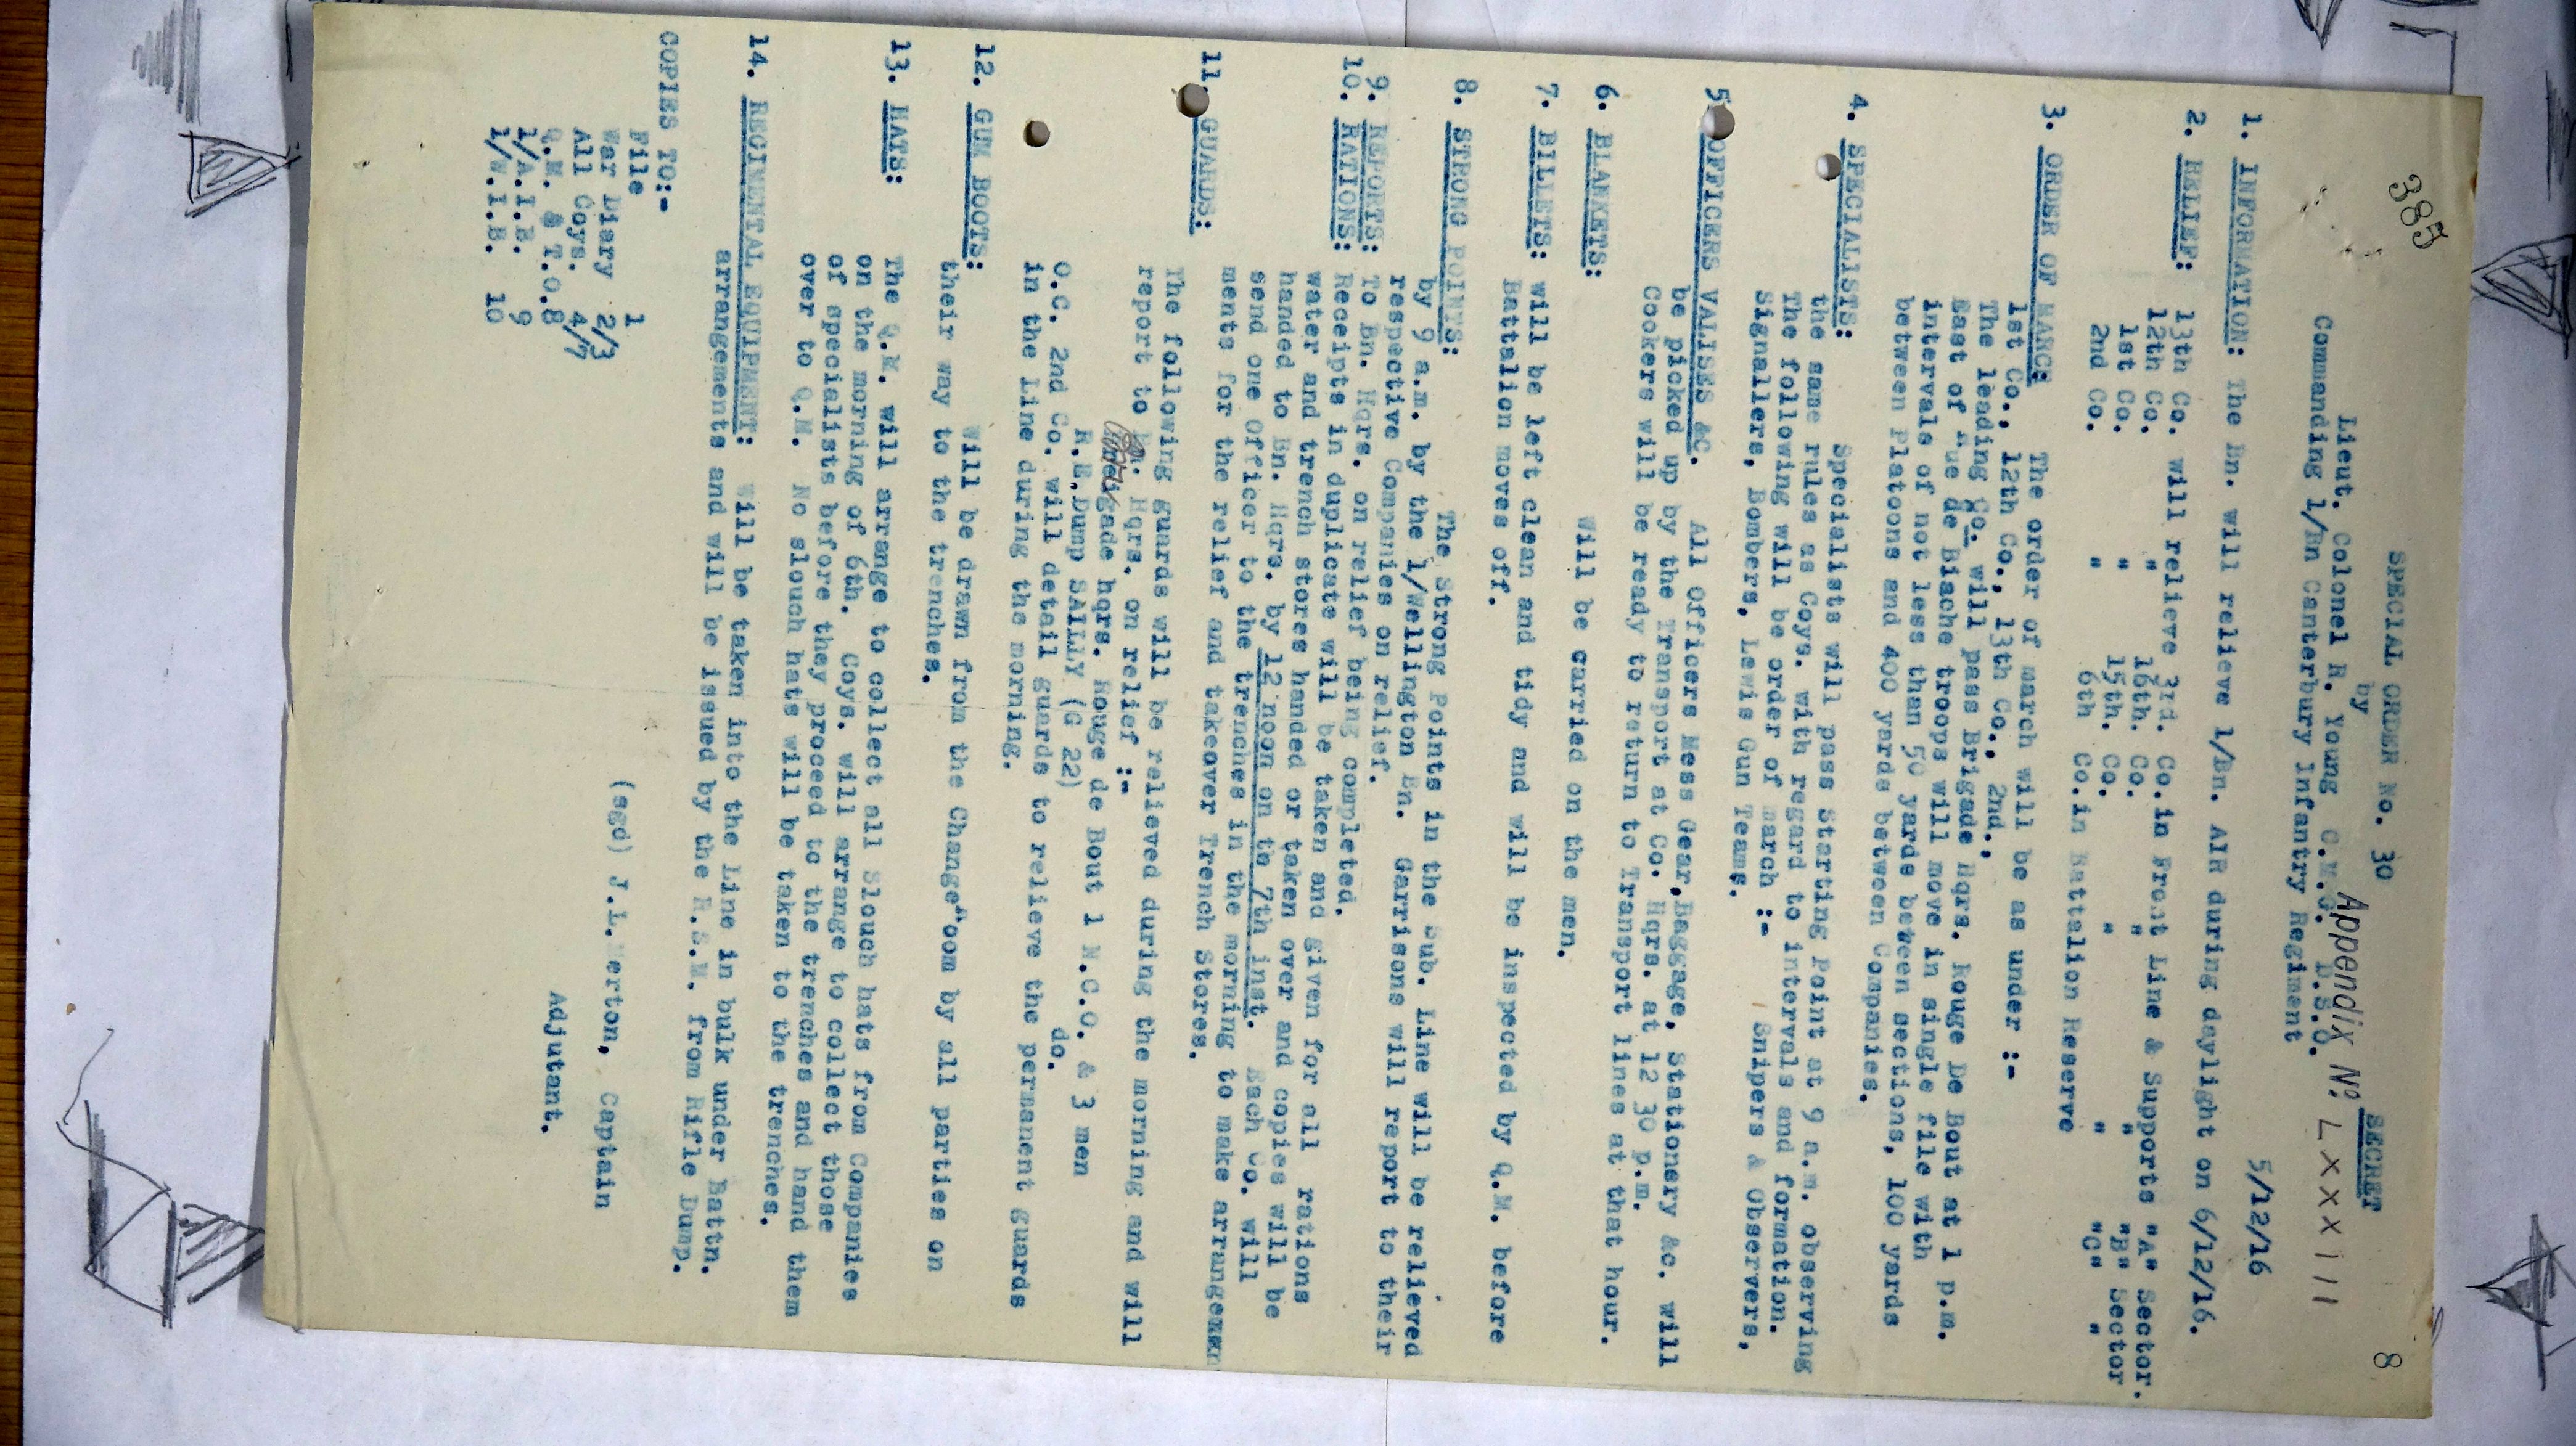 385
8
SPECIAL ORDER No. 30
SECRET
by
Appendix No: LXXXIII
Lieut. Colonel R. Young C.M.G. D.S.O.
Commanding 1/Bn Canterbury Infantry Regiment
5/12/16
1. INFORMATION: The Bn. will relieve 1/Bn. AIR during daylight on 6/12/16.
2. RELIEF: 13th Co. will relieve 3rd. Co. in Front Line & Supports "A" Sector.
12th Co. " 16th. Co. " " "B" Sector
1st Co. " 15th. Co. " " "C" "
2nd Co. " 6th Co. in Battalion Reserve
3. ORDER OF MARCH: The order of march will be as under :-
1st Co., 12th Co., 13th Co., 2nd.,
The leading Co. will pass Brigade Hqrs. Rouge De Bout at 1 p.m.
East of Rue de Biache troops will move in single file with
intervals of not less than 50 yards between sections, 100 yards
between Platoons and 400 yards between Companies.
4. SPECIALISTS: Specialists will pass Starting Point at 9 a.m. observing
the same rules as Coys. with regard to intervals and formation.
The following will be order of march :- Snipers & Observers,
Signallers, Bombers, Lewis Gun Teams.
5 OFFICERS VALISES &C. All Officers Mess Gear, Baggage, Stationery &c. will
be picked up by the Transport at Co. Hqrs. at 12 30 p.m.
Cookers will be ready to return to Transport lines at that hour.
6. BLANKETS: Will be carried on the men.
7. BILLETS: will be left clean and tidy and will be inspected by Q.M. before
Battalion moves off.
8. STRONG POINTS: The Strong Points in the Sub. Line will be relieved
by 9 a.m. by the 1/Wellington Bn. Garrisons will report to their
respective Companies on relief.
9. REPORTS: To Bn. Hqrs. on relief being completed.
10. RATIONS: Receipts in duplicate will be taken and given for all rations
water and trench stores handed or taken over and copies will be
handed to Bn. Hqrs. by 12 noon on th 7th inst. Each Co. will
send one Officer to the trenches in the morning to make arrangemen
ments for the relief and takeover Trench Stores.
11. GUARDS:
The following guards will be relieved during the morning and will
report to Bn. Hqrs. on relief :-
Brigade hqrs. Rouge de Bout 1 N.C.O. & 3 men
R.E. Dump SAILLY (G 22) do.
O.C. 2nd Co. will detail guards to relieve the permanent guards
in the Line during the morning.
12. GUM BOOTS: Will be drawn from the Change Room by all parties on
their way to the trenches.
13. HATS: The Q.M. will arrange to collect all Slouch hats from Companies
on the morning of 6th. Coys. will arrange to collect those
of specialists before they proceed to the trenches and hand them
over to Q.M. No slouch hats will be taken to the trenches.
14. REGIMENTAL EQUIPMENT: Will be taken into the Line in bulk under Battn.
arrangements and will be issued by the R.S.M. from Rifle Dump.
COPIES TO:-
File 1
War Diary 2/3
All Coys. 4/7
Q.M. & T.O. 8
1/A.I.B. 9
1/W.I.B. 10
(sgd) J.L. Merton, Captain
Adjutant.